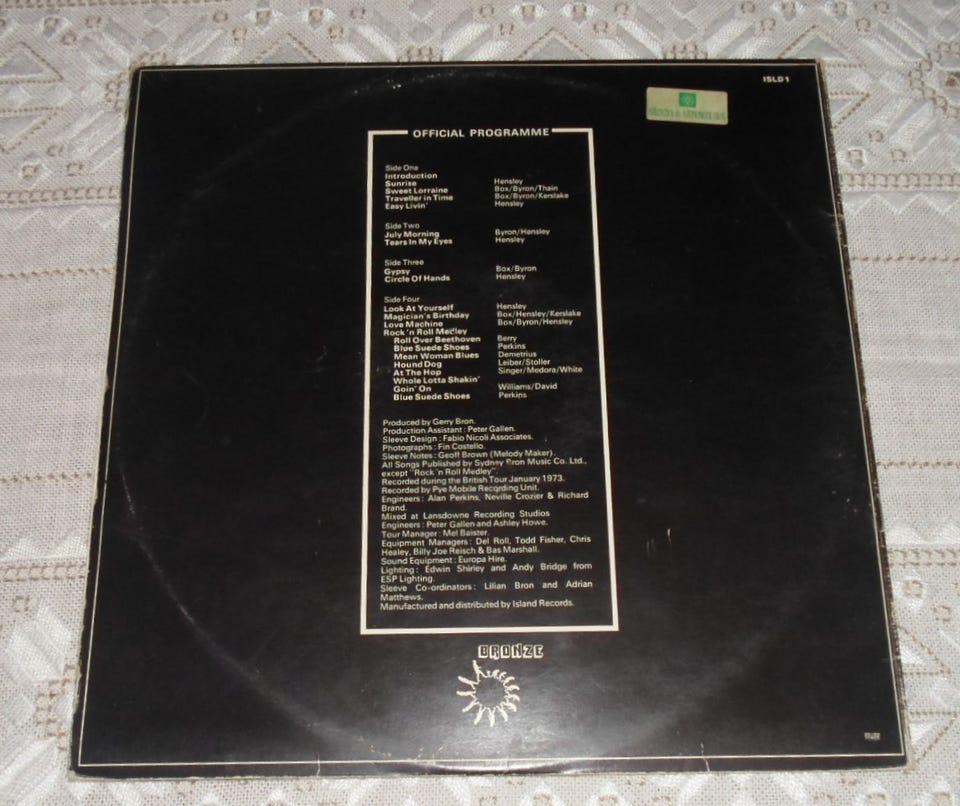 ISLD 1
OFFICIAL PROGRAMME
Side One
Introduction
Sunrise Hensley
Sweet Lorraine Box/Byron/Thain
Traveller in Time Box/Byron/Kerslake
Easy Livin' Hensley
Side Two
July Morning Byron/Hensley
Tears In My Eyes Hensley
Side Three
Gypsy Box/Byron
Circle Of Hands Hensley
Side Four
Look At Yourself Hensley
Magician's Birthday Box/Hensley/Kerslake
Love Machine Box/Byron/Hensley
Rock 'n Roll Medley
Roll Over Beethoven Berry
Blue Suede Shoes Perkins
Mean Woman Blues Demetrius
Hound Dog Leiber/Stoller
At The Hop Singer/Medora/White
Whole Lotta Shakin'
Goin' On Williams/David
Blue Suede Shoes Perkins
Produced by Gerry Bron.
Production Assistant : Peter Gallen.
Sleeve Design : Fabio Nicoli Associates.
Photographs : Fin Costello.
Sleeve Notes : Geoff Brown (Melody Maker).
All Songs Published by Sydney Bron Music Co. Ltd.,
except "Rock 'n Roll Medley".
Recorded during the British Tour January 1973.
Recorded by Pye Mobile Recording Unit.
Engineers : Alan Perkins, Neville Crozier & Richard
Brand.
Mixed at Lansdowne Recording Studios
Engineers : Peter Gallen and Ashley Howe.
Tour Manager : Mel Baister.
Equipment Managers : Del Roll, Todd Fisher, Chris
Healey, Billy Joe Reisch & Bas Marshall.
Sound Equipment : Europa Hire.
Lighting : Edwin Shirley and Andy Bridge from
ESP Lighting.
Sleeve Co-ordinators : Lilian Bron and Adrian
Matthews.
Manufactured and distributed by Island Records.
BRONZE